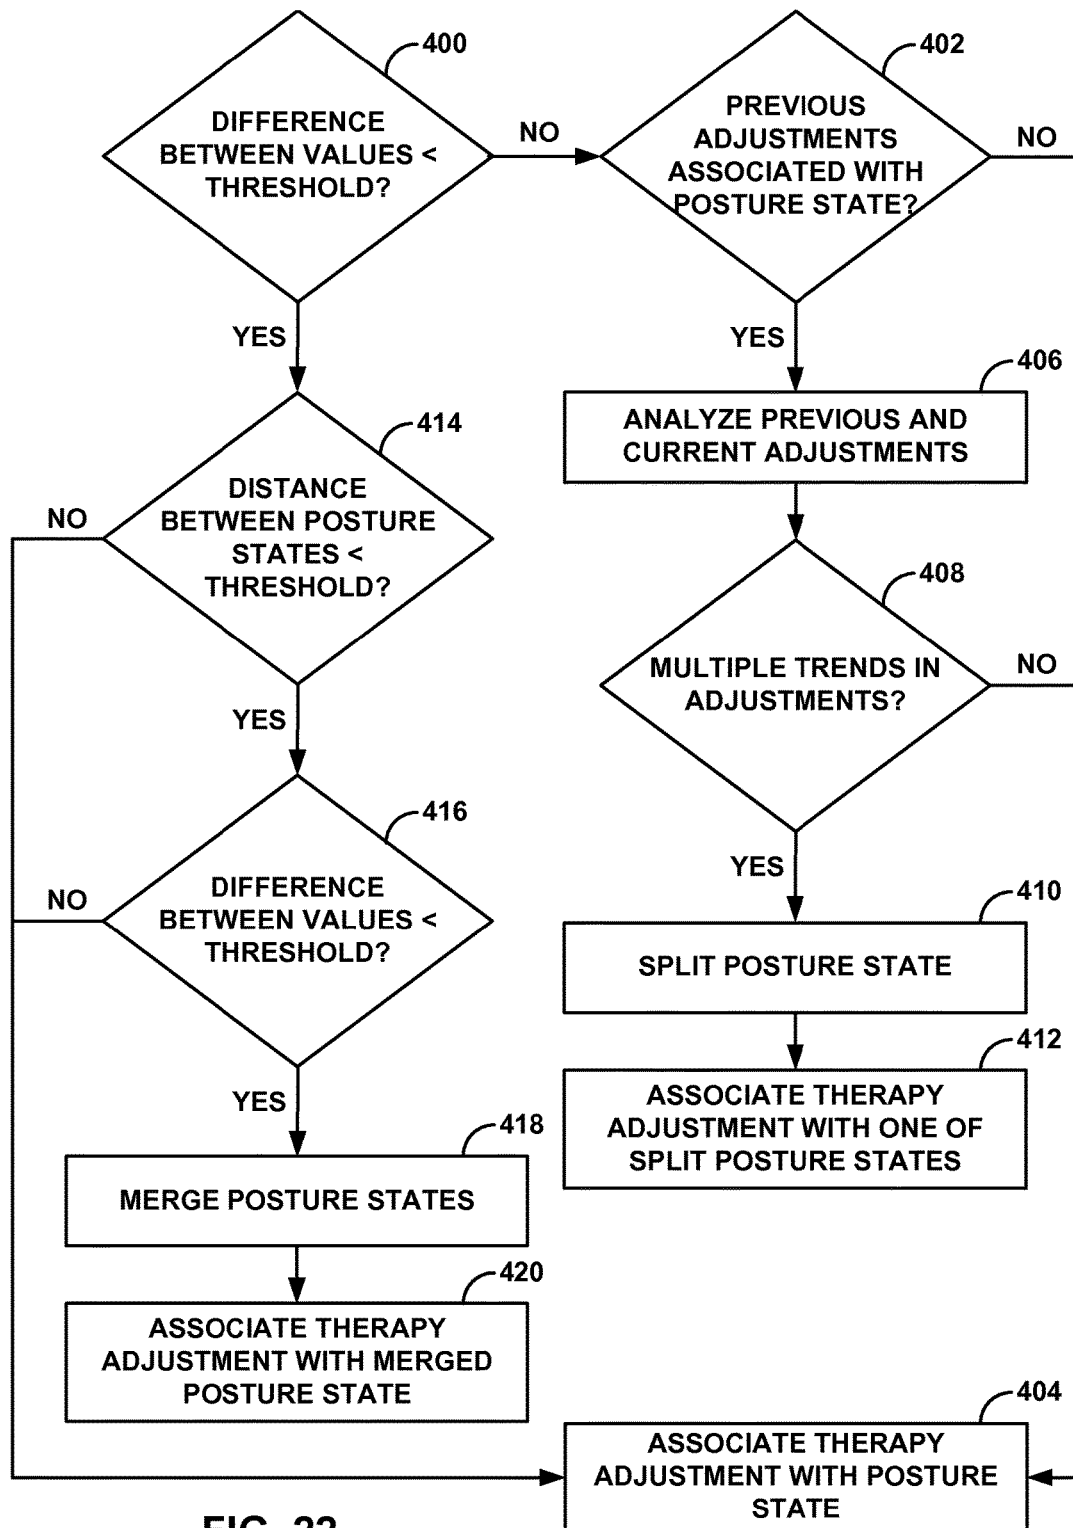 400
DIFFERENCE
BETWEEN VALUES <
THRESHOLD?
NO
402
PREVIOUS
ADJUSTMENTS
ASSOCIATED WITH
POSTURE STATE?
NO
YES
YES
406
ANALYZE PREVIOUS AND
CURRENT ADJUSTMENTS
414
DISTANCE
BETWEEN POSTURE
STATES <
THRESHOLD?
NO
408
MULTIPLE TRENDS IN
ADJUSTMENTS?
NO
YES
YES
416
DIFFERENCE
BETWEEN VALUES <
THRESHOLD?
NO
410
SPLIT POSTURE STATE
412
ASSOCIATE THERAPY
ADJUSTMENT WITH ONE OF
SPLIT POSTURE STATES
YES
418
MERGE POSTURE STATES
420
ASSOCIATE THERAPY
ADJUSTMENT WITH MERGED
POSTURE STATE
404
ASSOCIATE THERAPY
ADJUSTMENT WITH POSTURE
STATE
FIG.